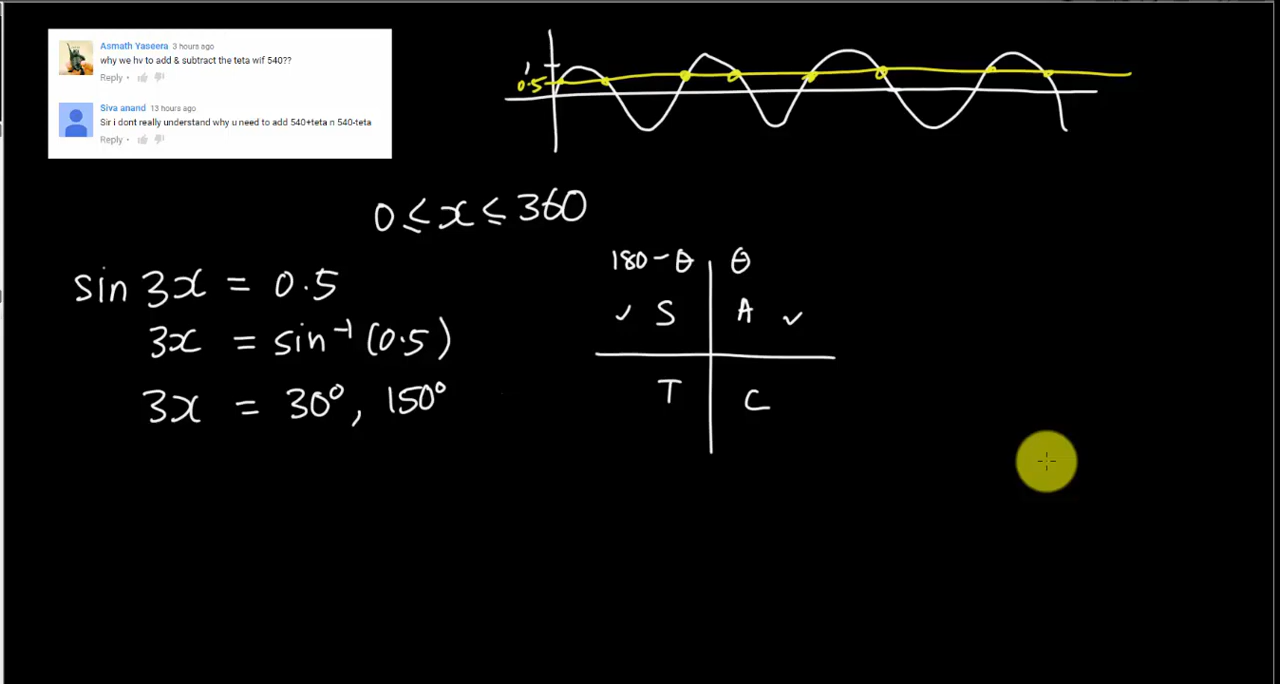 Asmath Yaseera 3 hours ago
why we hv to add & subtract the teta wif 540??
Reply •
Siva anand 13 hours ago
Sir i dont really understand why u need to add 540+teta n 540-teta
Reply •
1
0.5
0 ≤ x ≤ 360
180 - θ θ
sin 3x = 0.5
✓ S A ✓
3x = sin⁻¹ (0.5)
T C
3x = 30°, 150°